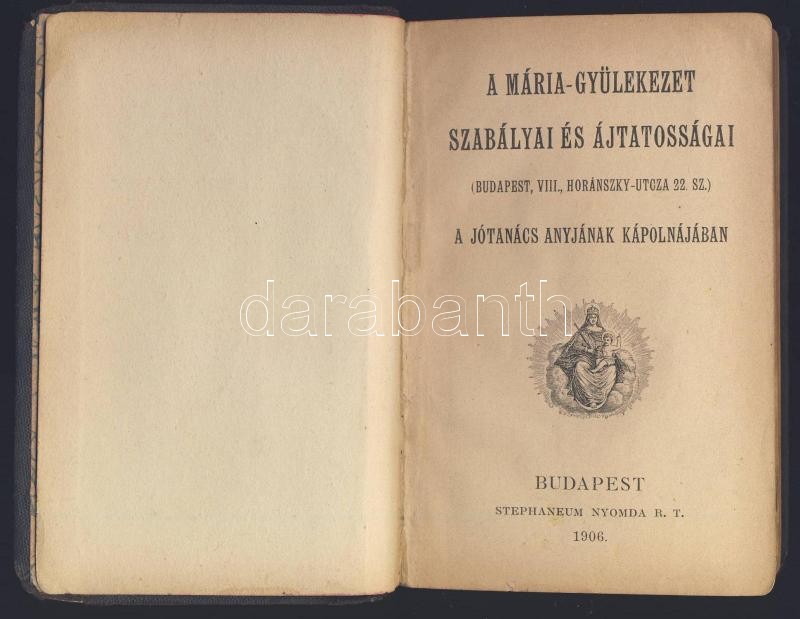 A MÁRIA-GYÜLEKEZET
SZABÁLYAI ÉS ÁJTATOSSÁGAI
(BUDAPEST, VIII., HORÁNSZKY-UTCZA 22. SZ.)
A JÓTANÁCS ANYJÁNAK KÁPOLNÁJÁBAN
darabanth
BUDAPEST
STEPHANEUM NYOMDA R. T.
1906.